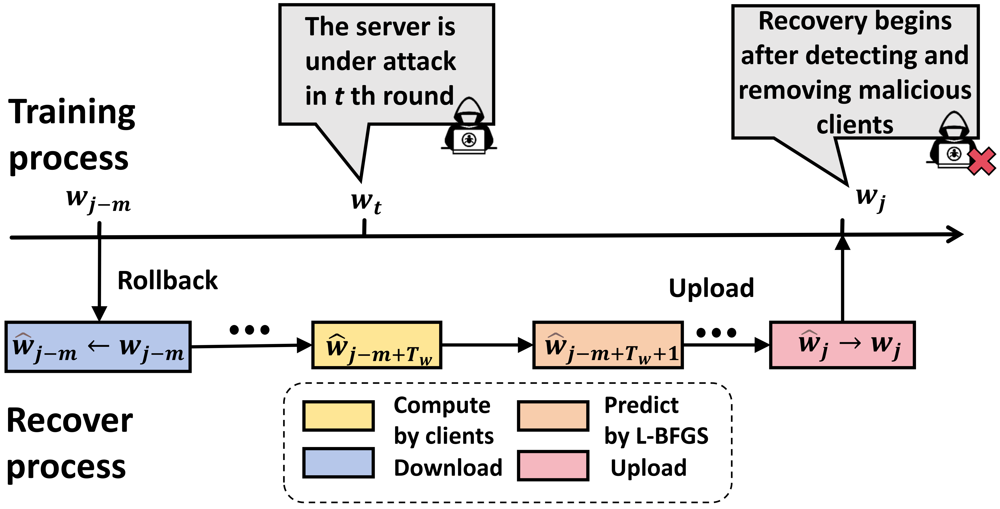 The server is
under attack
in t th round
Recovery begins
after detecting and
removing malicious
clients
Training
process
w_{j-m}
w_t
w_j
Rollback
Upload
•••
•••
ŵ_{j-m} ← w_{j-m}
ŵ_{j-m+T_w}
ŵ_{j-m+T_w+1}
ŵ_j → w_j
Recover
process
Compute
by clients
Predict
by L-BFGS
Download
Upload